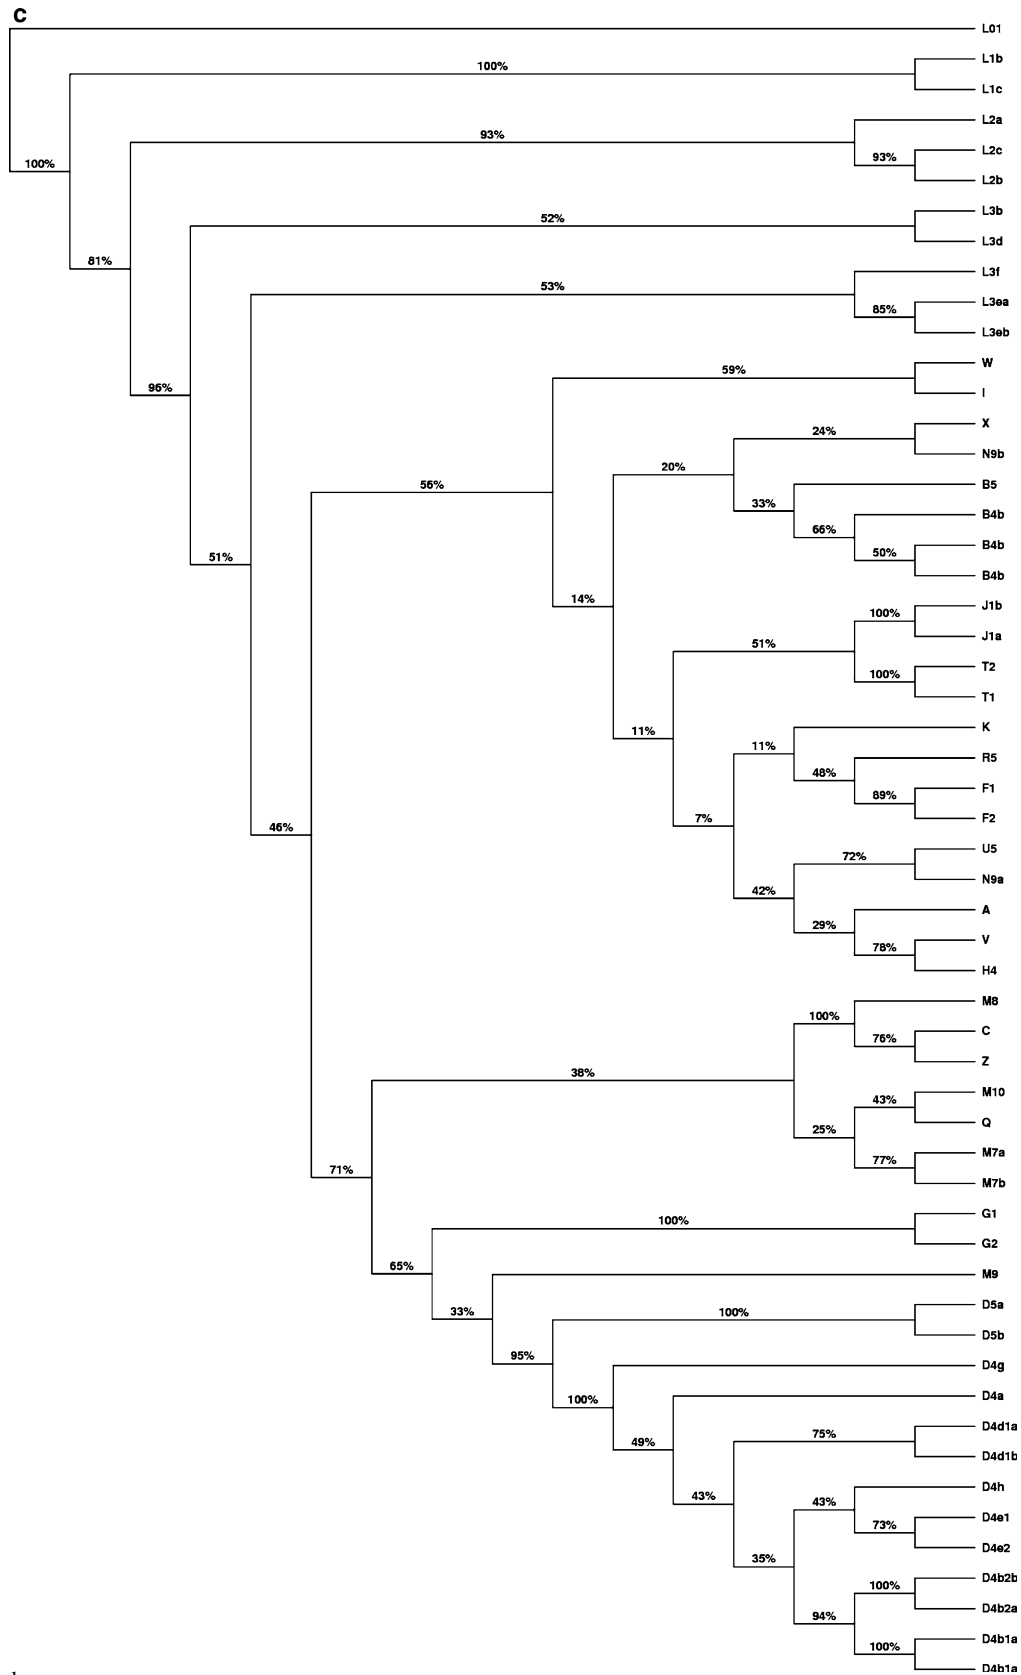 C
L01
L1b
100%
L1c
L2a
93%
L2c
93%
100%
L2b
L3b
52%
L3d
81%
L3f
53%
L3ea
85%
L3eb
W
59%
96%
I
X
24%
N9b
20%
B5
56%
33%
B4b
66%
B4b
50%
51%
B4b
14%
J1b
100%
J1a
51%
T2
100%
T1
K
11%
11%
R5
48%
F1
89%
F2
7%
46%
U5
72%
N9a
42%
A
29%
V
78%
H4
M8
100%
C
76%
Z
38%
M10
43%
Q
25%
M7a
77%
71%
M7b
G1
100%
G2
65%
M9
D5a
33%
100%
D5b
95%
D4g
D4a
100%
D4d1a
75%
49%
D4d1b
D4h
43%
43%
D4e1
73%
D4e2
35%
D4b2b
100%
D4b2a
94%
D4b1a
100%
D4b1a